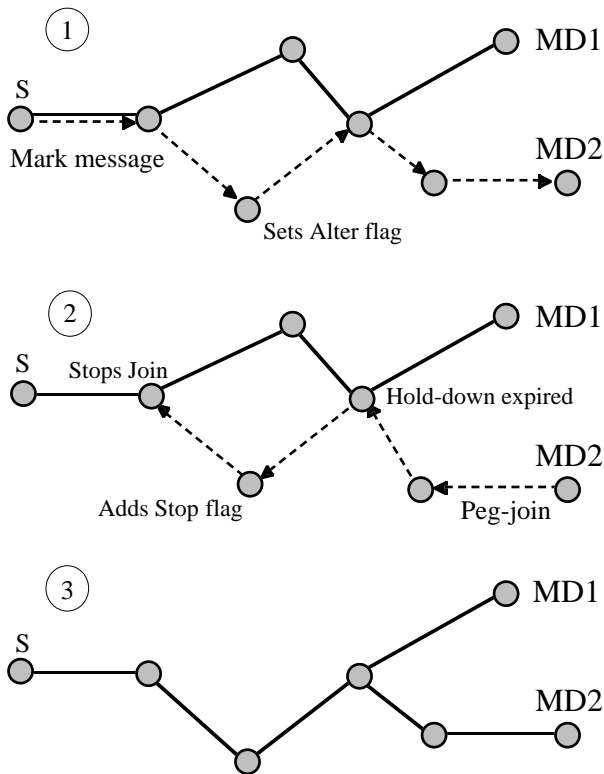 1
MD1
S
Mark message
MD2
Sets Alter flag
2
MD1
S
Stops Join
Hold-down expired
MD2
Adds Stop flag
Peg-join
3
MD1
S
MD2